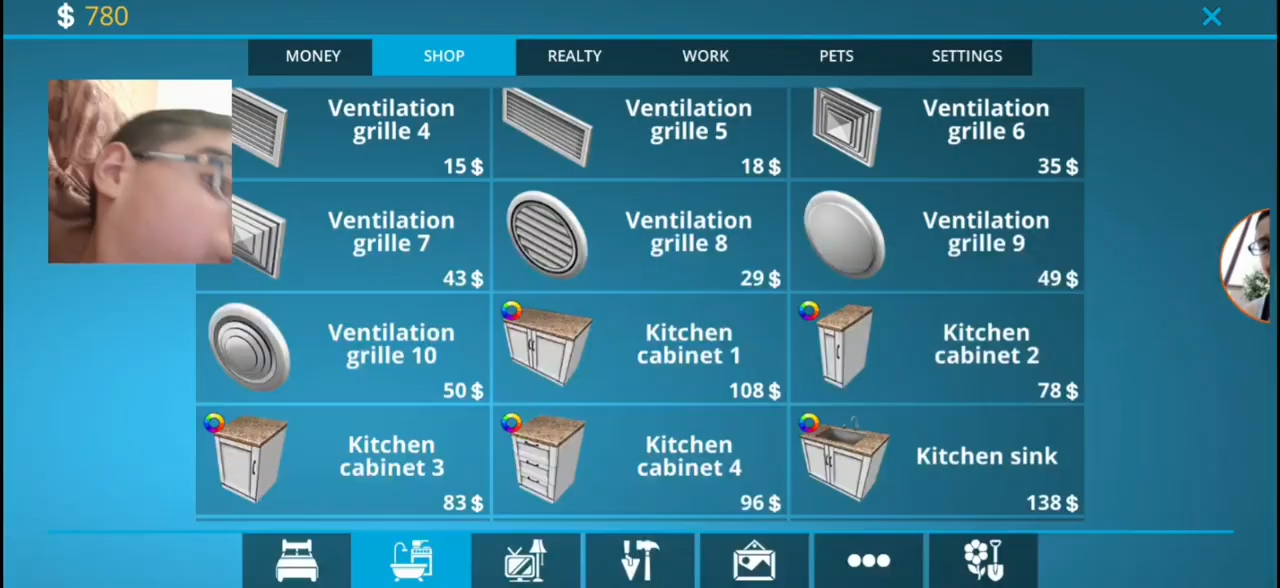 $ 780
MONEY SHOP REALTY WORK PETS SETTINGS
Ventilation
grille 4
15 $
Ventilation
grille 5
18 $
Ventilation
grille 6
35 $
Ventilation
grille 7
43 $
Ventilation
grille 8
29 $
Ventilation
grille 9
49 $
Ventilation
grille 10
50 $
Kitchen
cabinet 1
108 $
Kitchen
cabinet 2
78 $
Kitchen
cabinet 3
83 $
Kitchen
cabinet 4
96 $
Kitchen sink
138 $